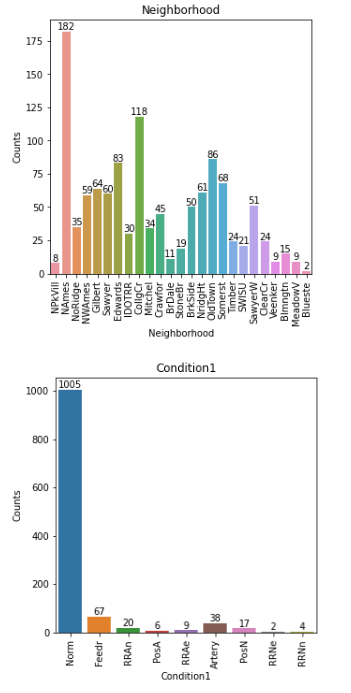 Neighborhood
Counts
175
150
125
100
75
50
25
0
8
182
35
59
64
60
83
30
118
34
45
11
19
50
61
86
68
24
21
51
24
9
15
9
2
NPkVill
NAmes
NoRidge
NWAmes
Gilbert
Sawyer
Edwards
IDOTRR
CollgCr
Mitchel
Crawfor
BrDale
StoneBr
BrkSide
NridgHt
OldTown
Somerst
Timber
SWISU
SawyerW
ClearCr
Veenker
Blmngtn
MeadowV
Blueste
Neighborhood
Condition1
Counts
1000
800
600
400
200
0
1005
67
20
6
9
38
17
2
4
Norm
Feedr
RRAn
PosA
RRAe
Artery
PosN
RRNe
RRNn
Condition1